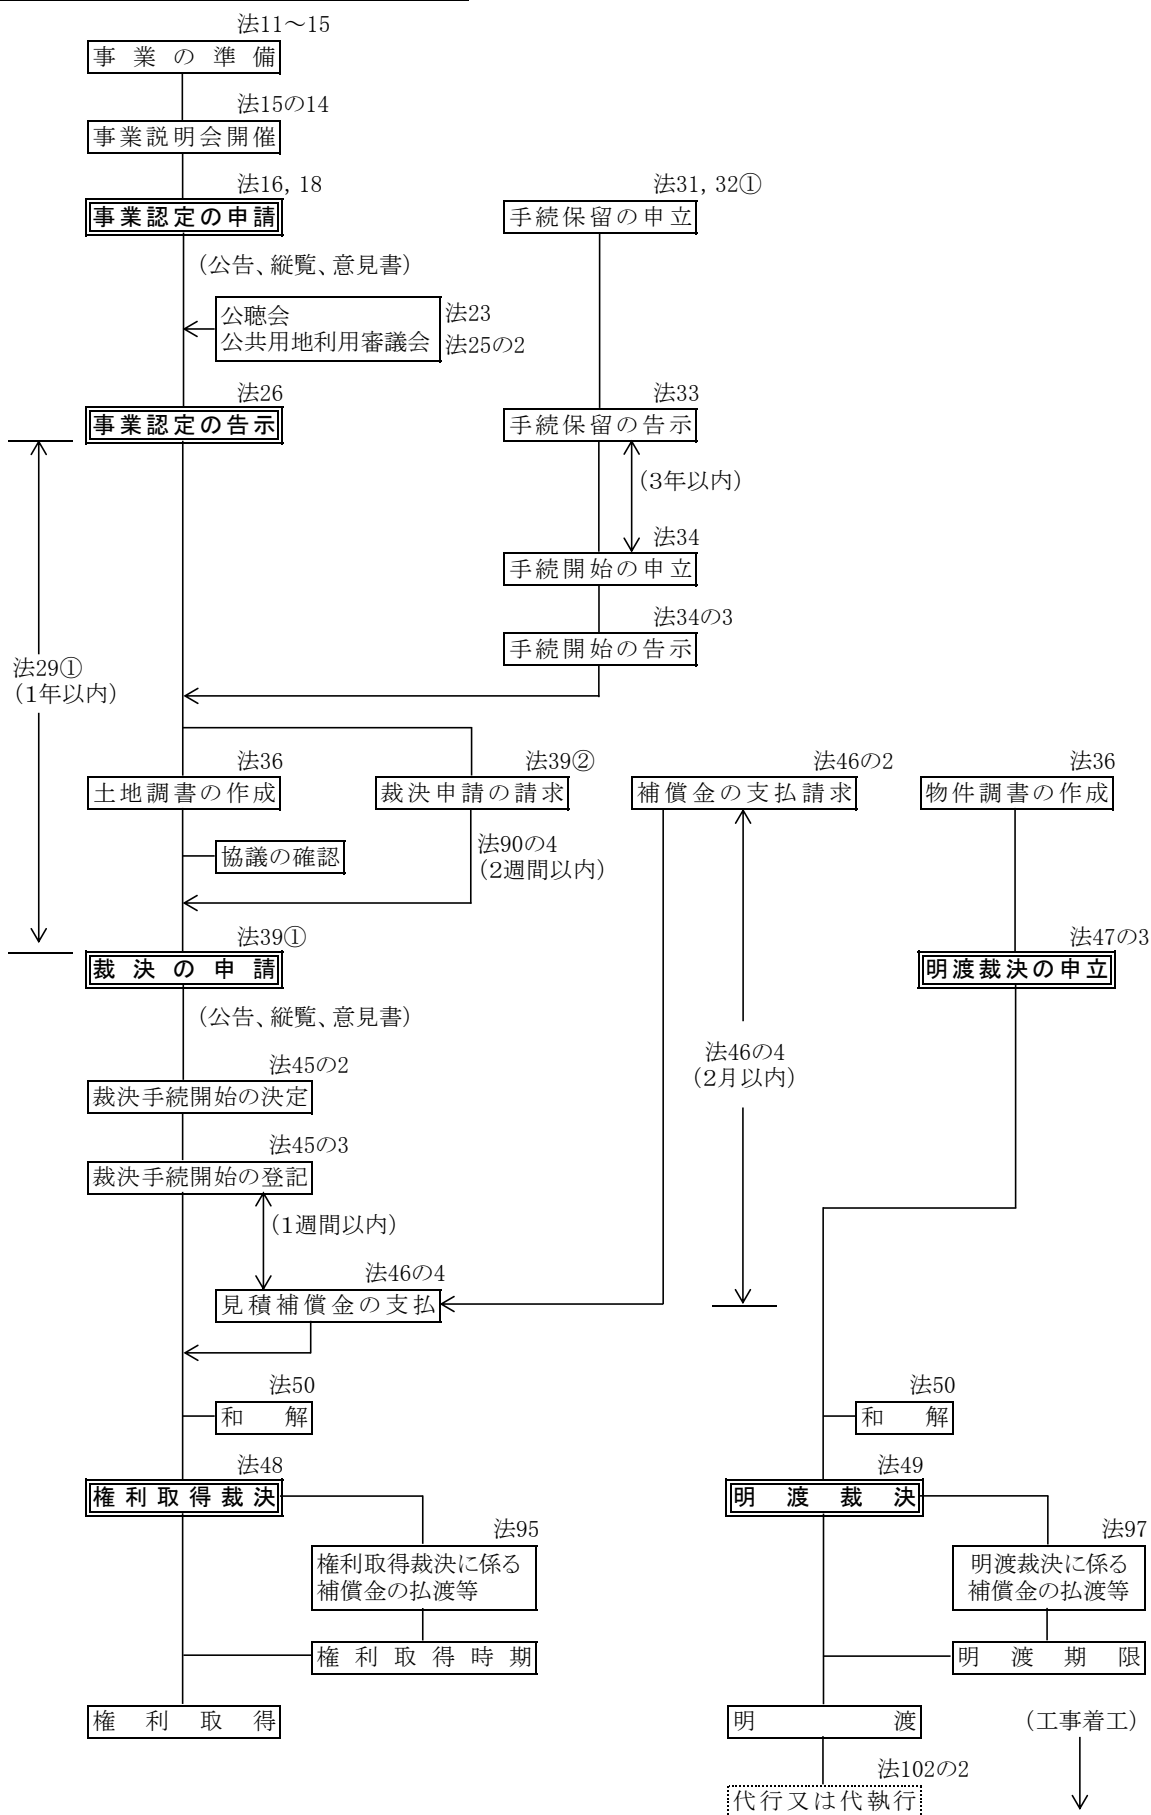 法11～15
事業の準備
法15の14
事業説明会開催
法16, 18
事業認定の申請
法31, 32①
手続保留の申立
(公告、縦覧、意見書)
公聴会
法23
公共用地利用審議会
法25の2
法26
事業認定の告示
法33
手続保留の告示
(3年以内)
法34
手続開始の申立
法34の3
手続開始の告示
法29①
(1年以内)
法36
土地調書の作成
法39②
裁決申請の請求
法46の2
補償金の支払請求
法36
物件調書の作成
協議の確認
法90の4
(2週間以内)
法39①
裁決の申請
法47の3
明渡裁決の申立
(公告、縦覧、意見書)
法46の4
(2月以内)
法45の2
裁決手続開始の決定
法45の3
裁決手続開始の登記
(1週間以内)
法46の4
見積補償金の支払
法50
和解
法50
和解
法48
権利取得裁決
法49
明渡裁決
法95
権利取得裁決に係る
補償金の払渡等
法97
明渡裁決に係る
補償金の払渡等
権利取得時期
明渡期限
権利取得
明渡
(工事着工)
法102の2
代行又は代執行